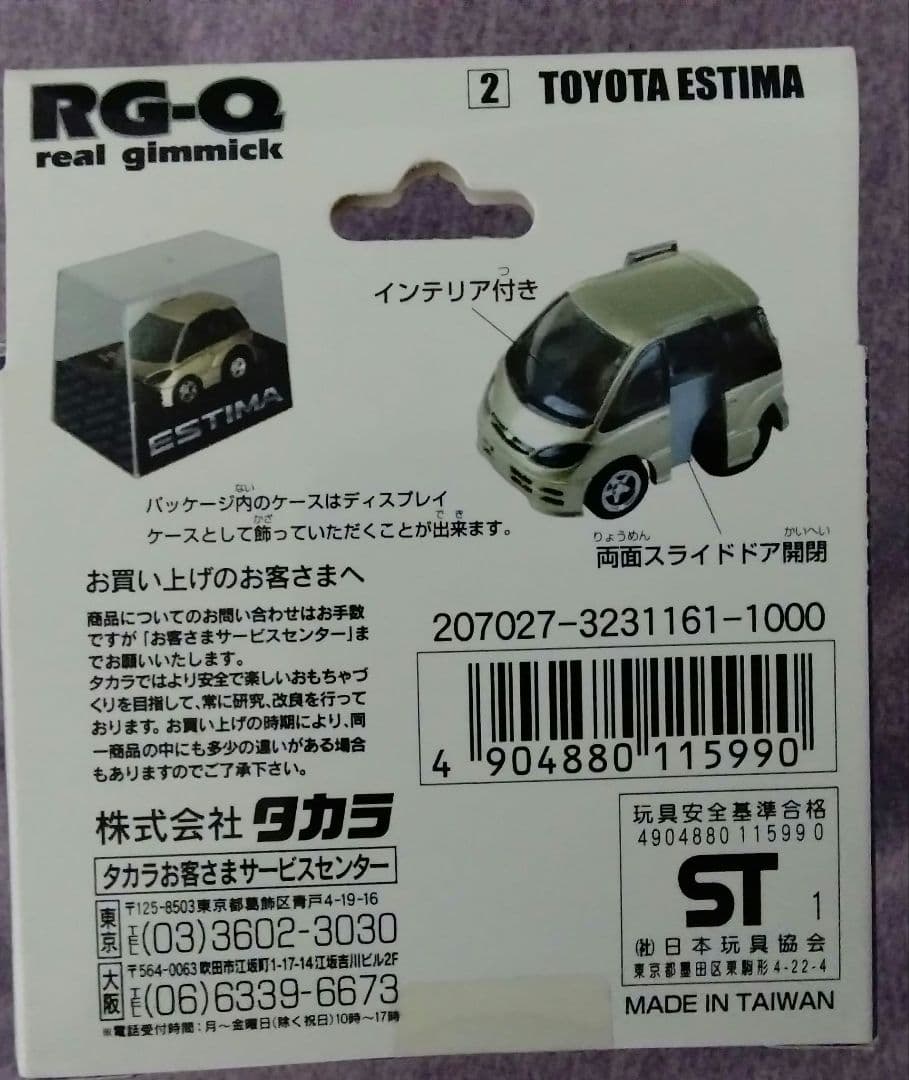 RG-Q
real gimmick
2 TOYOTA ESTIMA
インテリア付き
つ
ESTIMA
パッケージ内のケースはディスプレイ
ない
ケースとして飾っていただくことが出来ます。
かざ
でき
両面スライドドア開閉
りょうめん
かいへい
お買い上げのお客さまへ
商品についてのお問い合わせはお手数
ですが「お客さまサービスセンター」ま
でお願いいたします。
タカラではより安全で楽しいおもちゃづ
くりを目指して、常に研究、改良を行って
おります。お買い上げの時期により、同
一商品の中にも多少の違いがある場合
もありますのでご了承下さい。
207027-3231161-1000
4 904880 115990
株式会社 タカラ
タカラお客さまサービスセンター
東京
〒125-8503東京都葛飾区青戸4-19-16
TEL(03)3602-3030
大阪
〒564-0063吹田市江坂町1-17-14江坂吉川ビル2F
TEL(06)6339-6673
※電話受付時間：月〜金曜日(除く祝日)10時〜17時
玩具安全基準合格
4904880115990
ST 1
(社)日本玩具協会
東京都墨田区東駒形4-22-4
MADE IN TAIWAN